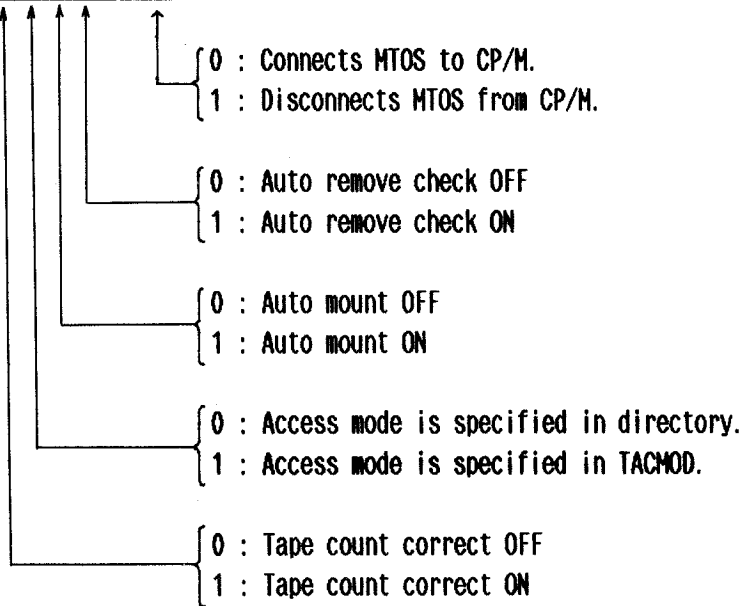 0 : Connects MTOS to CP/M.
1 : Disconnects MTOS from CP/M.
0 : Auto remove check OFF
1 : Auto remove check ON
0 : Auto mount OFF
1 : Auto mount ON
0 : Access mode is specified in directory.
1 : Access mode is specified in TACMOD.
0 : Tape count correct OFF
1 : Tape count correct ON